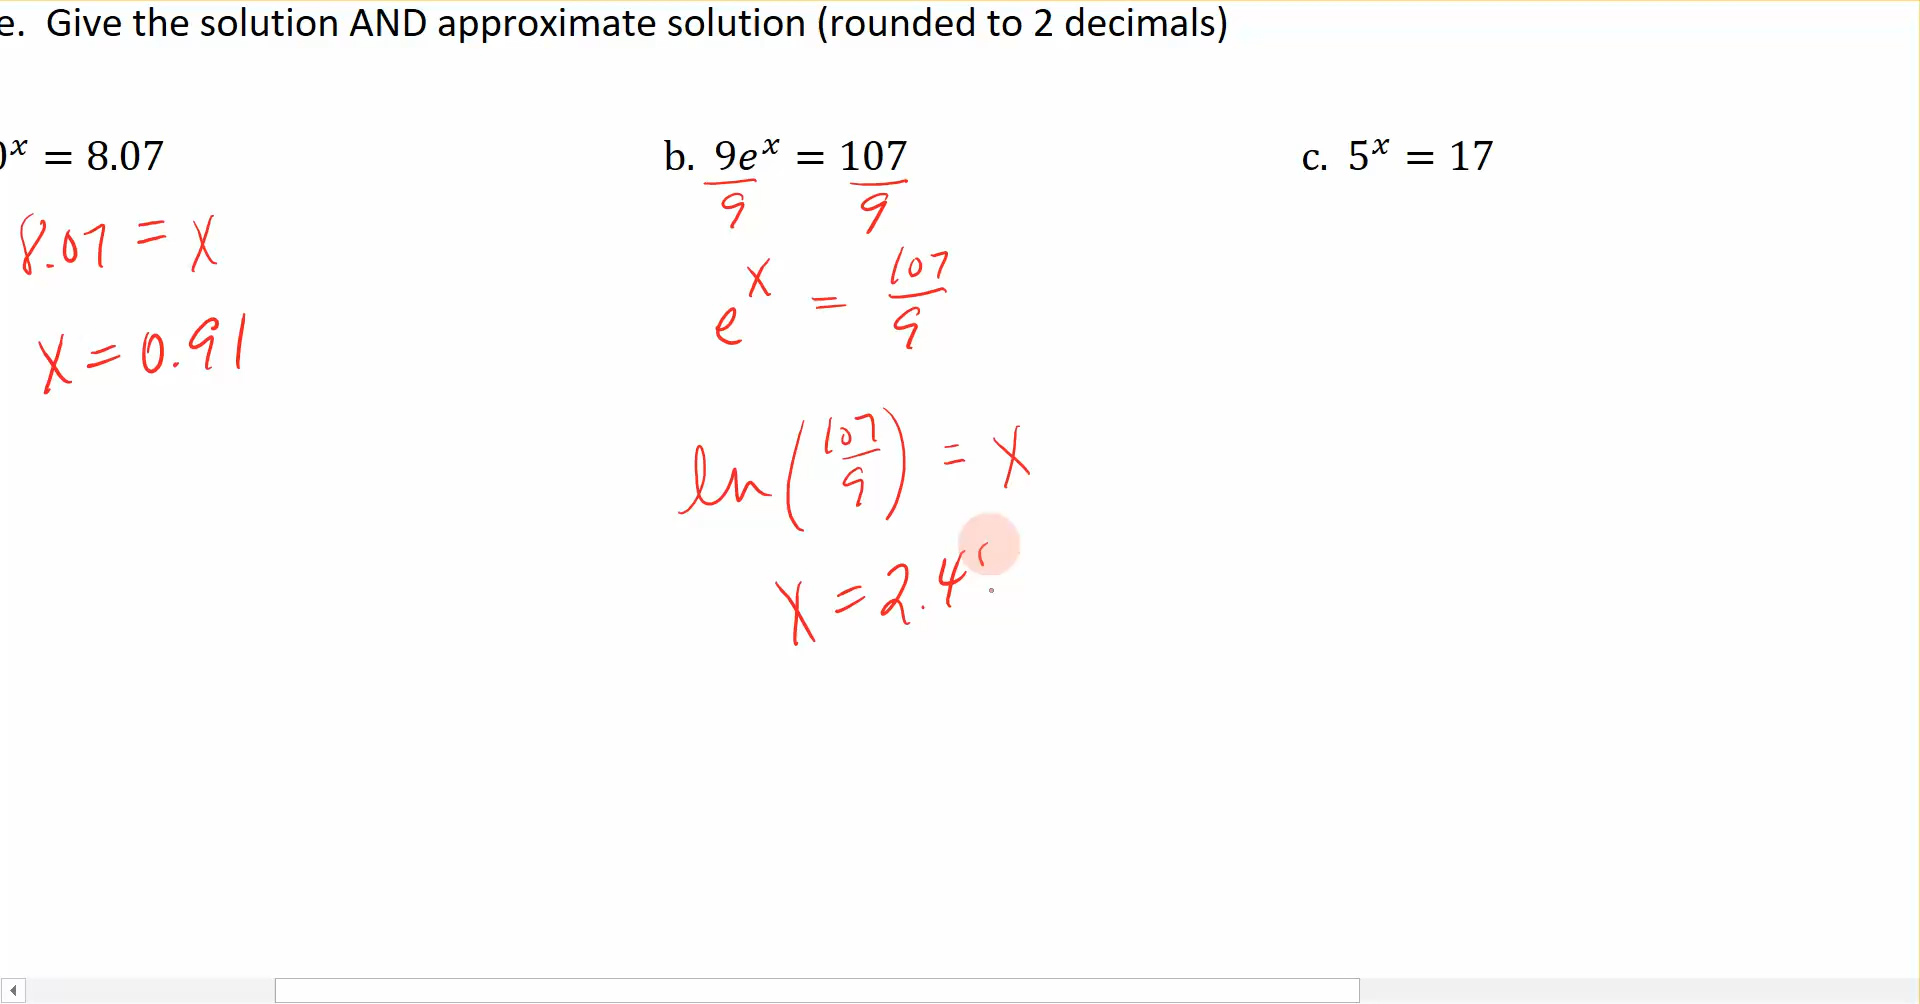 e. Give the solution AND approximate solution (rounded to 2 decimals)
0ˣ = 8.07
8.07 = x
x = 0.91
b. 9eˣ = 107
9 9
eˣ = 107/9
ln(107/9) = x
x = 2.4
c. 5ˣ = 17